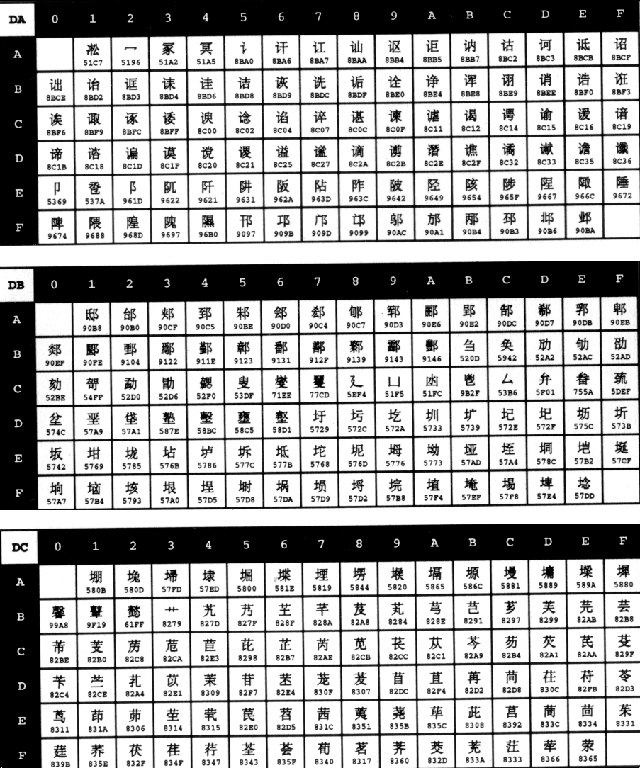 DA 0 1 2 3 4 5 6 7 8 9 A B C D E F
A 凇 冖 冢 冥 讠 讦 讧 讪 讴 讵 讷 诂 诃 诋 诏
51C7 5196 51A2 51A5 8BA0 8BA6 8BA7 8BAA 8BB4 8BB5 8BB7 8BC2 8BC3 8BCB 8BCF
B 诎 诒 诓 诔 诖 诘 诙 诜 诟 诠 诤 诨 诩 诮 诰 诳
8BCE 8BD2 8BD3 8BD4 8BD6 8BD8 8BD9 8BDC 8BDF 8BE0 8BE4 8BE8 8BE9 8BEE 8BF0 8BF3
C 诶 诹 诼 诿 谀 谂 谄 谇 谌 谏 谑 谒 谔 谕 谖 谙
8BF6 8BF9 8BFC 8BFF 8C00 8C02 8C04 8C07 8C0C 8C0F 8C11 8C12 8C14 8C15 8C16 8C19
D 谛 谘 谝 谟 谠 谡 谥 谧 谪 谫 谮 谯 谲 谳 谵 谶
8C1B 8C18 8C1D 8C1F 8C20 8C21 8C25 8C27 8C2A 8C2B 8C2E 8C2F 8C32 8C33 8C35 8C36
E 卩 卺 阝 阢 阡 阱 阪 阽 阼 陂 陉 陔 陟 陧 陬 陲
5369 537A 961D 9622 9621 9631 962A 963D 963C 9642 9649 9654 965F 9667 966C 9672
F 陴 隈 隍 隗 隰 邗 邛 邝 邙 邬 邡 邴 邳 邶 邺
9674 9688 968D 9697 96B0 9097 909B 909D 9099 90AC 90A1 90B4 90B3 90B6 90BA
DB 0 1 2 3 4 5 6 7 8 9 A B C D E F
A 邸 邰 郏 郅 邾 郐 郄 郇 郓 郦 郢 郜 郗 郛 郫
90B8 90B0 90CF 90C5 90BE 90D0 90C4 90C7 90D3 90E6 90E2 90DC 90D7 90DB 90EB
B 郯 郾 鄄 鄢 鄞 鄣 鄱 鄯 鄹 酃 酆 刍 奂 劢 劬 劭
90EF 90FE 9104 9122 911E 9123 9131 912F 9139 9143 9146 520D 5942 52A2 52AC 52AD
C 劾 哿 勐 勖 勰 叟 燮 矍 廴 凵 凼 鬯 厶 弁 畚 巯
52BE 54FF 52D0 52D6 52F0 53DF 71EE 77CD 5EF4 51F5 51FC 9B2F 53B6 5F01 755A 5DEF
D 坌 垩 垡 塾 墼 壅 壑 圩 圬 圪 圳 圹 圮 圯 坜 圻
574C 57A9 57A1 587E 58BC 58C5 58D1 5729 572C 572A 5733 5739 572E 572F 575C 573B
E 坂 坩 垅 坫 垆 坼 坻 坨 坭 坶 坳 垭 垤 垌 垲 埏
5742 5769 5785 576B 5786 577C 577B 5768 576D 5776 5773 57AD 57A4 578C 57B2 57CF
F 垧 垴 垓 垠 埕 埘 埚 埙 埒 垸 埴 埯 埸 埤 埝
57A7 57B4 5793 57A0 57D5 57D8 57DA 57D9 57D2 57B8 57F4 57EF 57F8 57E4 57DD
DC 0 1 2 3 4 5 6 7 8 9 A B C D E F
A 堋 堍 埽 埭 堀 堞 堙 塄 堠 塥 塬 墁 墉 墚 墀
580B 580D 57FD 57ED 5800 581E 5819 5844 5820 5865 586C 5881 5889 589A 5880
B 馨 鼙 懿 艹 艽 艿 芏 芊 芨 芄 芎 芑 芗 芙 芫 芸
99A8 9F19 61FF 8279 827D 827F 828F 828A 82A8 8284 828E 8291 8297 8299 82AB 82B8
C 芾 芰 苈 苊 苣 芘 芷 芮 苋 苌 苁 芩 芴 芡 芪 芟
82BE 82B0 82C8 82CA 82E3 8298 82B7 82AE 82CB 82CC 82C1 82A9 82B4 82A1 82AA 829F
D 苄 苎 芤 苡 茉 苷 苤 茏 茇 苜 苴 苒 苘 茌 苻 苓
82C4 82CE 82A4 82E1 8309 82F7 82E4 830F 8307 82DC 82F4 82D2 82D8 830C 82FB 82D3
E 茑 茚 茆 茔 茕 苠 苕 茜 荑 荛 荜 茈 莒 茼 茴 茱
8311 831A 8306 8314 8315 82E0 82D5 831C 8351 835B 835C 8308 8392 833C 8334 8331
F 莛 荞 茯 荏 荇 荃 荟 荀 茗 荠 茭 茺 茳 荦 荥
839B 835E 832F 834F 8347 8343 835F 8340 8317 8360 832D 833A 8333 8366 8365